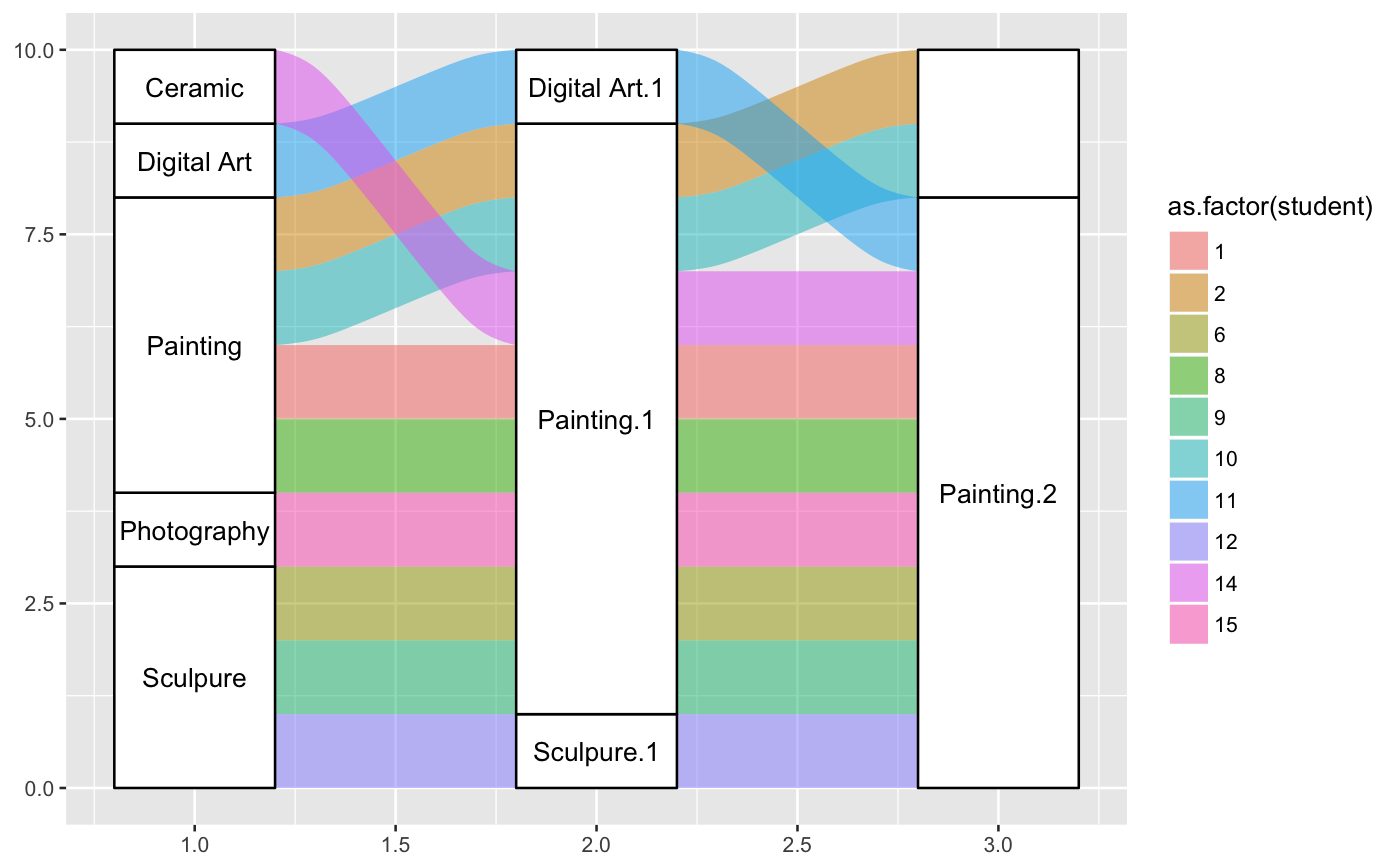 10.0
7.5
5.0
2.5
0.0
Ceramic
Digital Art
Painting
Photography
Sculpure
Digital Art.1
Painting.1
Sculpure.1
Painting.2
1.0
1.5
2.0
2.5
3.0
as.factor(student)
1
2
6
8
9
10
11
12
14
15